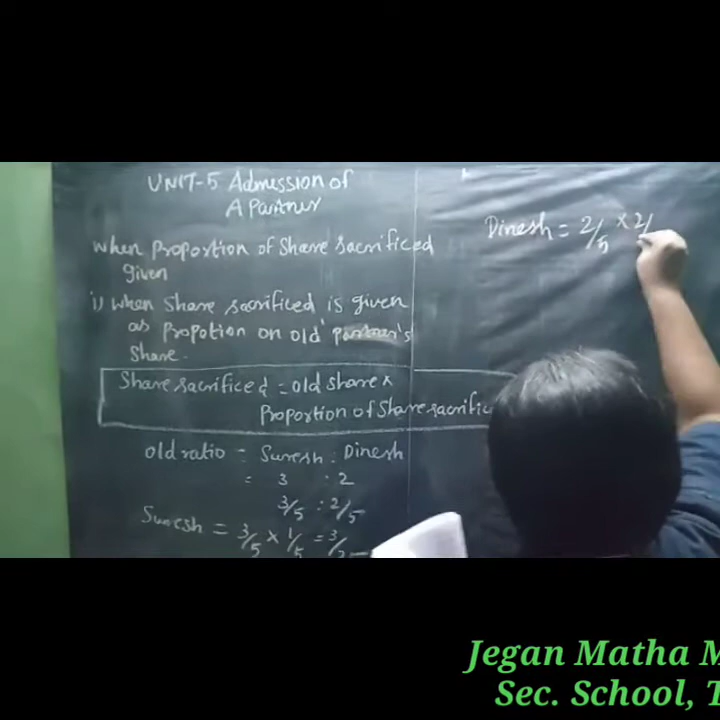 UNIT-5 Admission of
A Partner
When Proportion of Share sacrificed
given
i) When Share sacrificed is given
as Propotion on old partner's
Share.
Share sacrificed = old share x
Proportion of Share sacrific
old ratio = Suresh : Dinesh
= 3 : 2
3/5 : 2/5
Suresh = 3/5 × 1/5 = 3/
Dinesh = 2/5 × 2/
Jegan Matha M
Sec. School, T